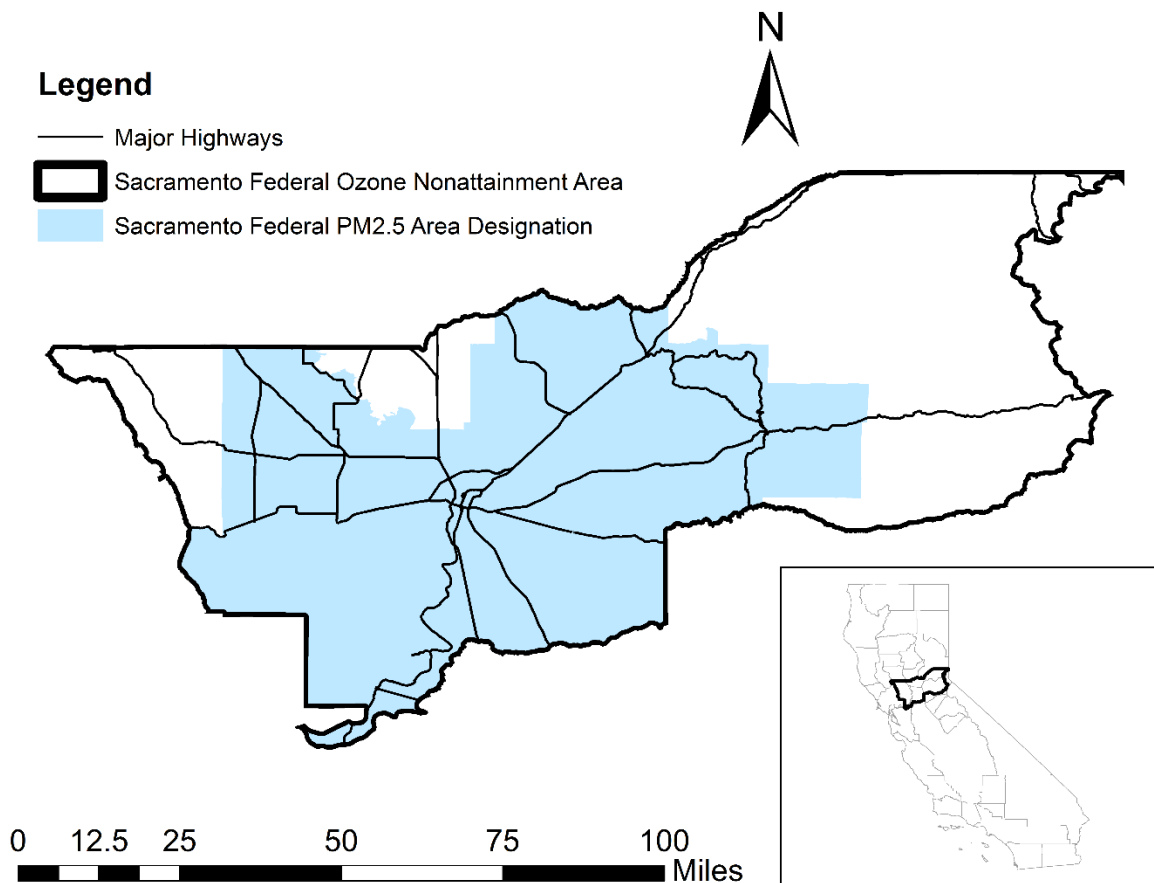 N
Legend
Major Highways
Sacramento Federal Ozone Nonattainment Area
Sacramento Federal PM2.5 Area Designation
0 12.5 25 50 75 100
Miles